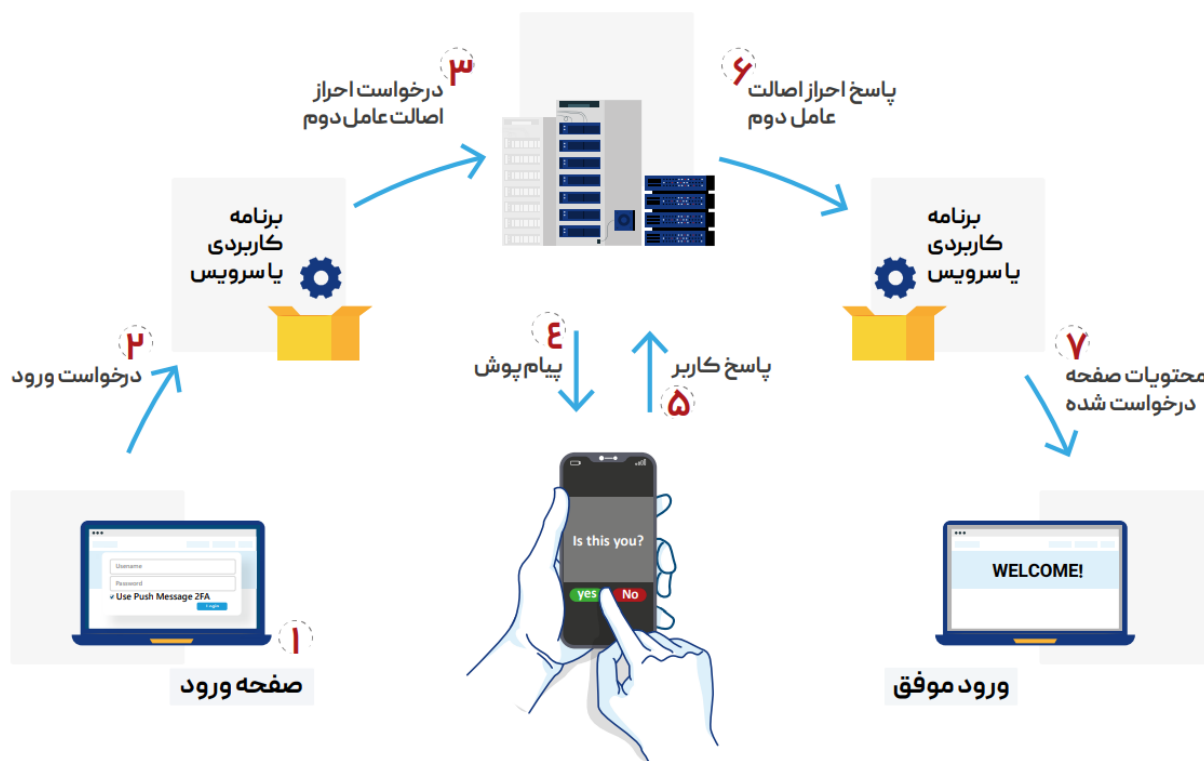 ۱
Username
Password
Use Push Message 2FA
Login
صفحه ورود
۲
درخواست ورود
برنامه
کاربردی
یا سرویس
۳
درخواست احراز
اصالت عامل دوم
٤
پیام پوش
Is this you?
yes
No
۵
پاسخ کاربر
۶
پاسخ احراز اصالت
عامل دوم
برنامه
کاربردی
یا سرویس
۷
محتویات صفحه
درخواست شده
WELCOME!
ورود موفق